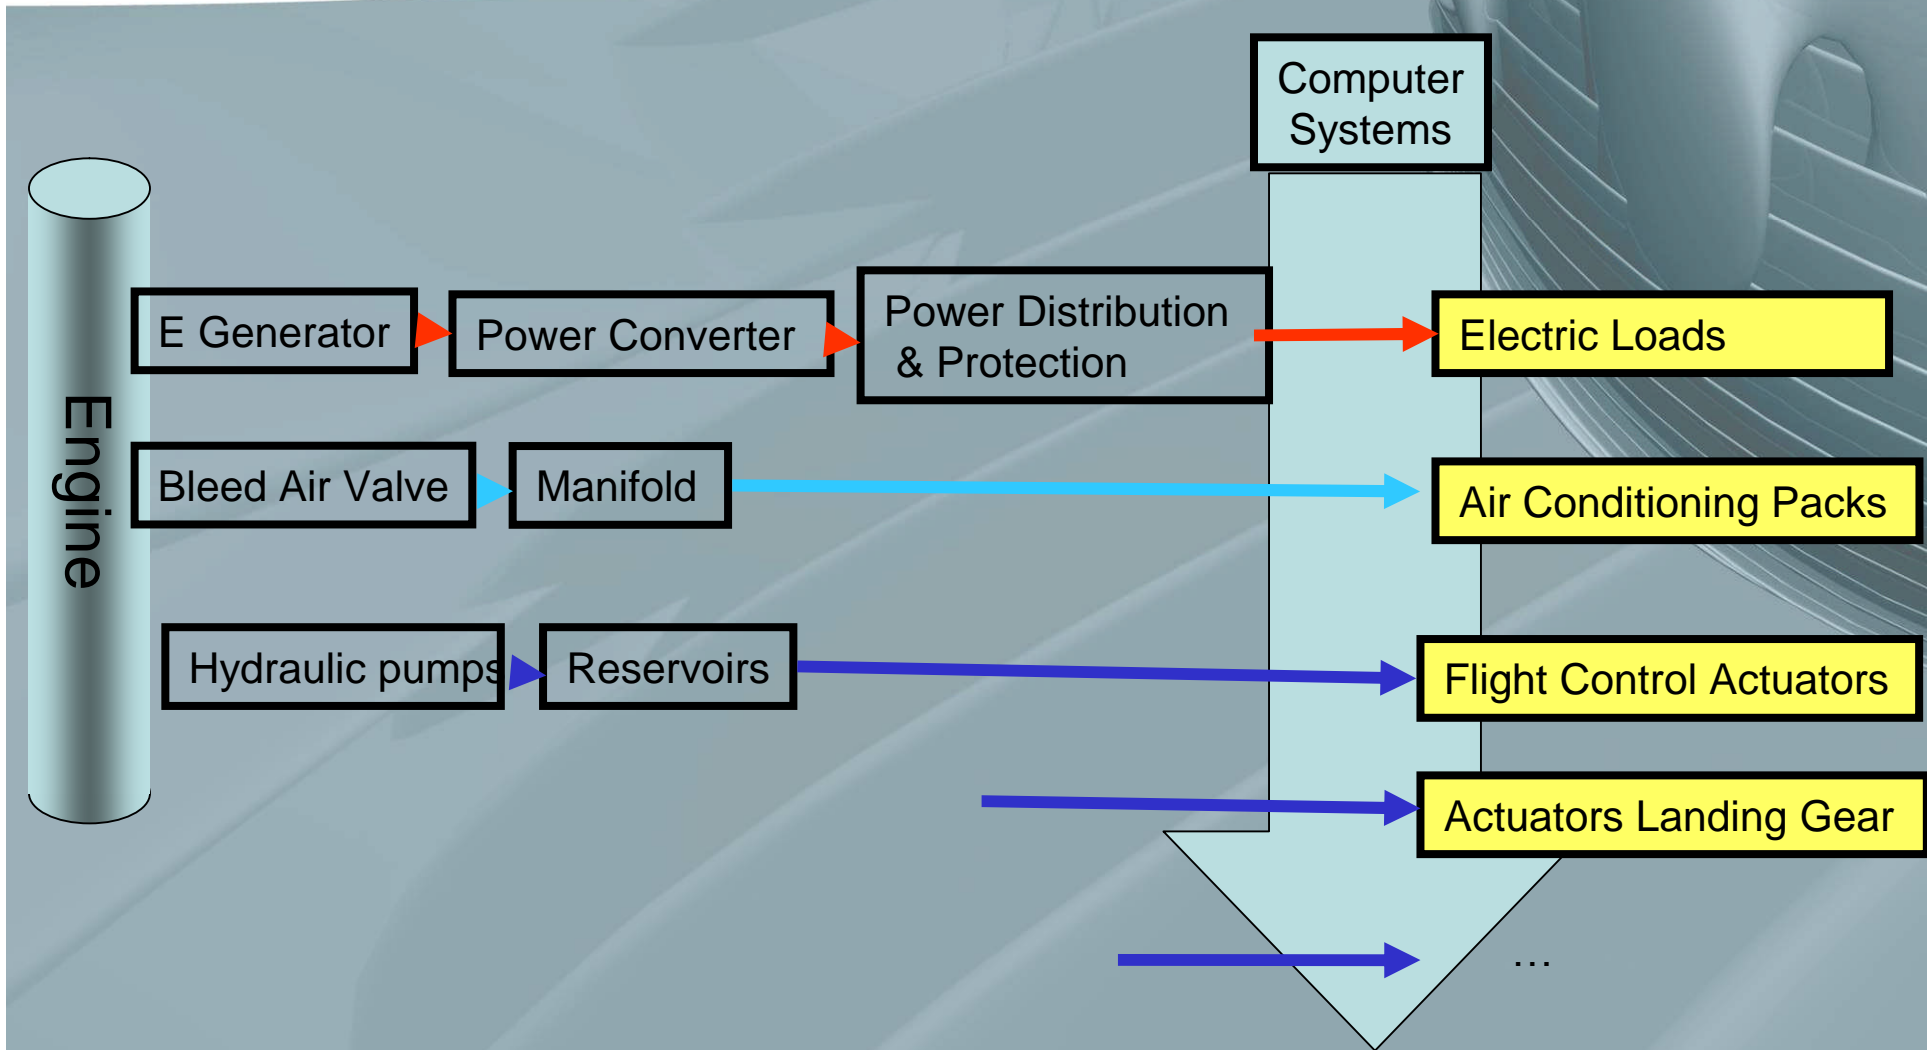 Computer
Systems
Engine
E Generator
Power Converter
Power Distribution
& Protection
Electric Loads
Bleed Air Valve
Manifold
Air Conditioning Packs
Hydraulic pumps
Reservoirs
Flight Control Actuators
Actuators Landing Gear
...